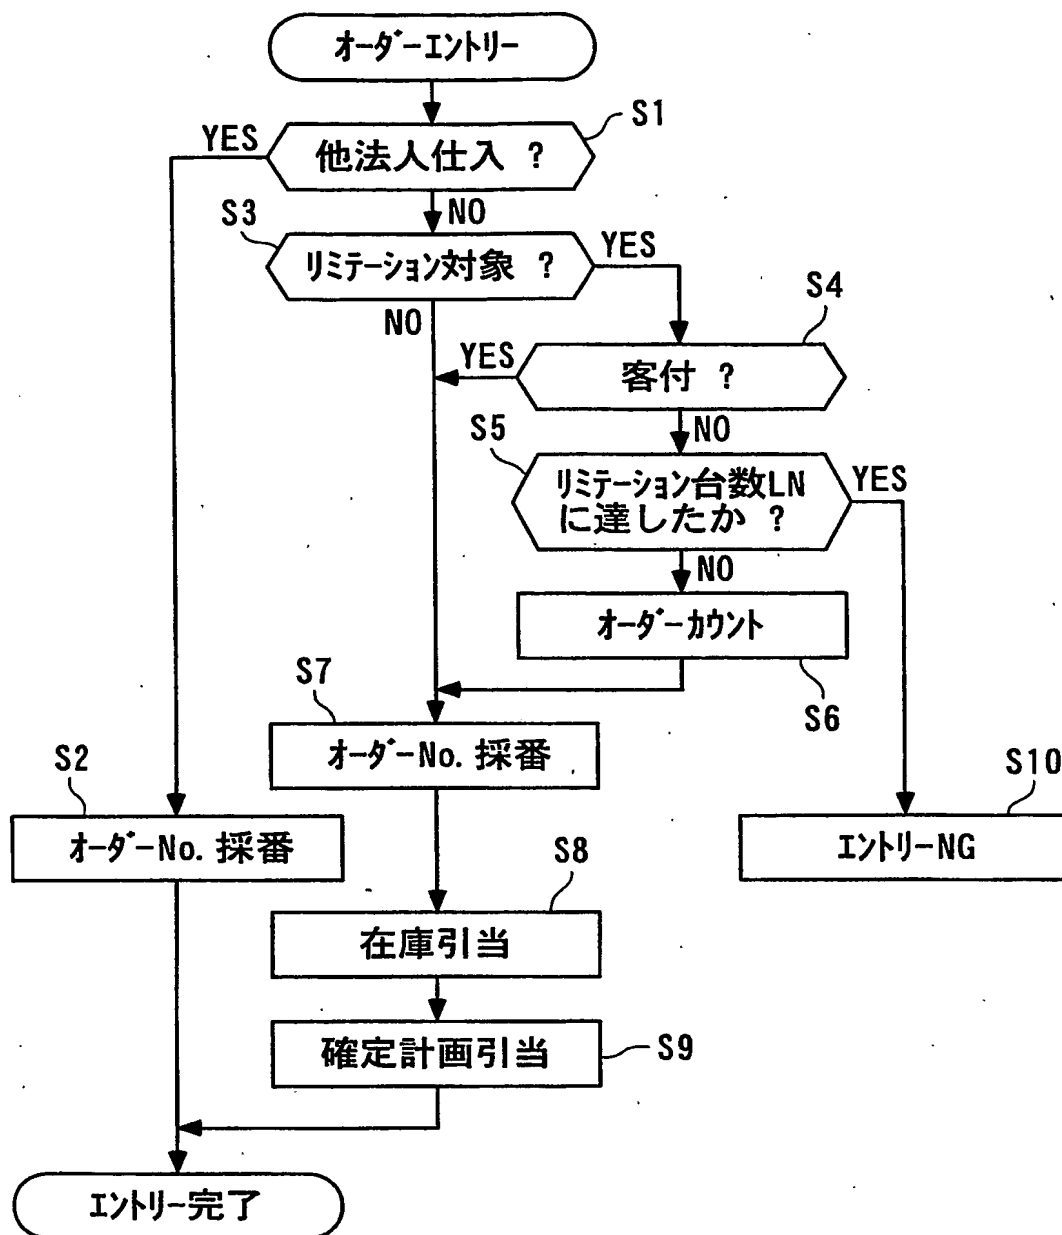 オーダーエントリー
S1
YES
他法人仕入 ?
NO
S3
YES
リミテーション対象 ?
S4
NO
YES
客付 ?
S5
NO
リミテーション台数LN
に達したか ?
YES
NO
オーダーカウント
S7
S6
オーダーNo. 採番
S2
S10
オーダーNo. 採番
エントリーNG
S8
在庫引当
確定計画引当
S9
エントリー完了